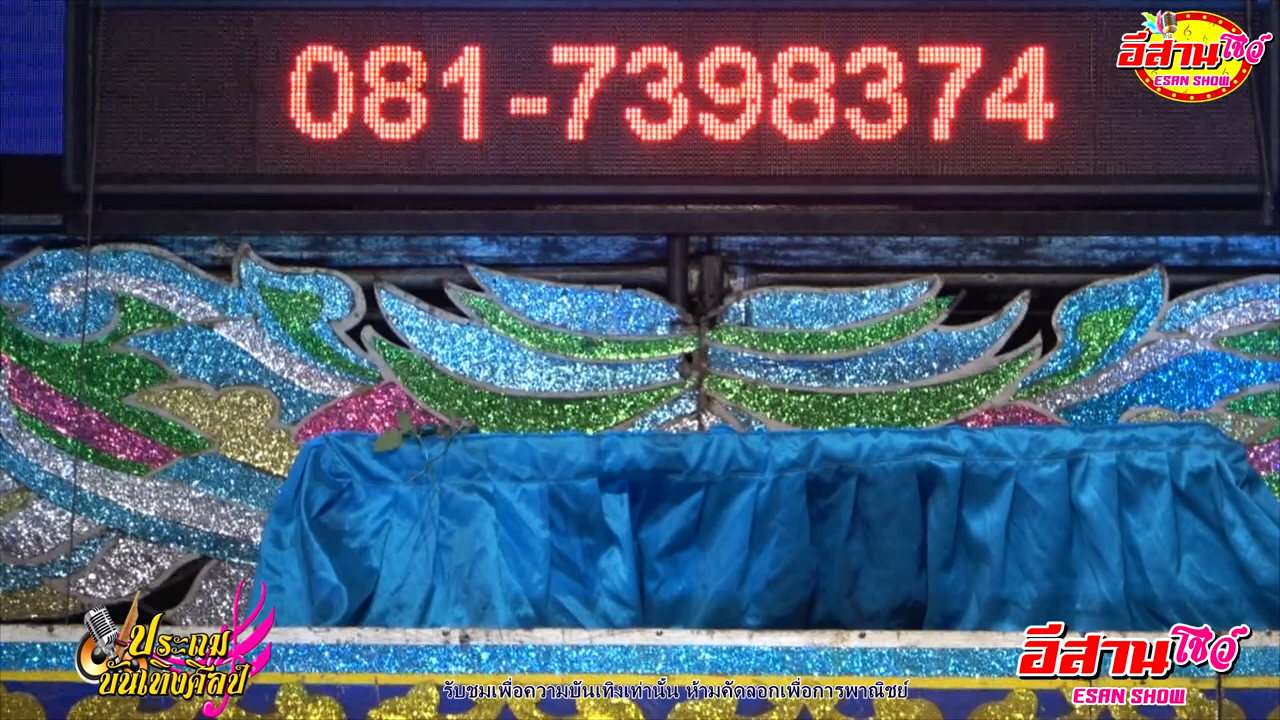 081-7398374
อีสานโชว์
ESAN SHOW
ประถม
บันเทิงศิลป์
รับชมเพื่อความบันเทิงเท่านั้น ห้ามคัดลอกเพื่อการพาณิชย์
อีสานโชว์
ESAN SHOW